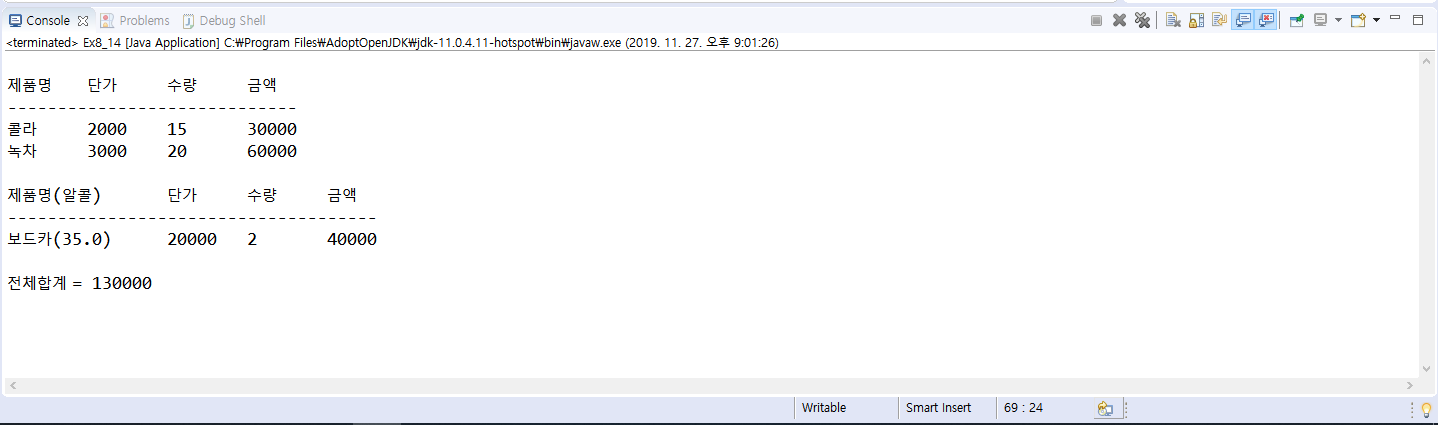 Console Problems Debug Shell
<terminated> Ex8_14 [Java Application] C:₩Program Files₩AdoptOpenJDK₩jdk-11.0.4.11-hotspot₩bin₩javaw.exe (2019. 11. 27. 오후 9:01:26)
제품명 단가 수량 금액
-----------------------------
콜라 2000 15 30000
녹차 3000 20 60000
제품명(알콜) 단가 수량 금액
-------------------------------------
보드카(35.0) 20000 2 40000
전체합계 = 130000
Writable Smart Insert 69 : 24